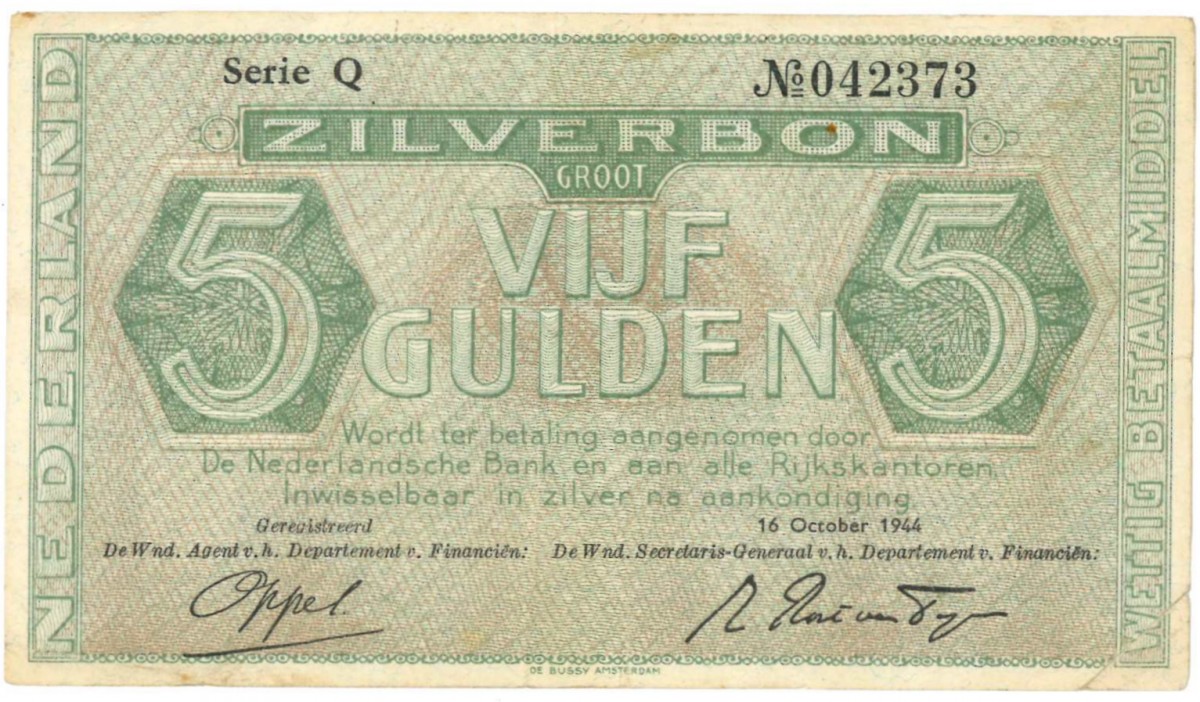 Serie Q
№ 042373
ZILVERBON
GROOT
VIJF
GULDEN
5
5
NEDERLAND
WETTIG BETAALMIDDEL
Wordt ter betaling aangenomen door
De Nederlandsche Bank en aan alle Rijkskantoren.
Inwisselbaar in zilver na aankondiging
Geregistreerd
16 October 1944
De Wnd. Agent v. h. Departement v. Financiën:
De Wnd. Secretaris-Generaal v. h. Departement v. Financiën:
Oppel
DE BUSSY AMSTERDAM